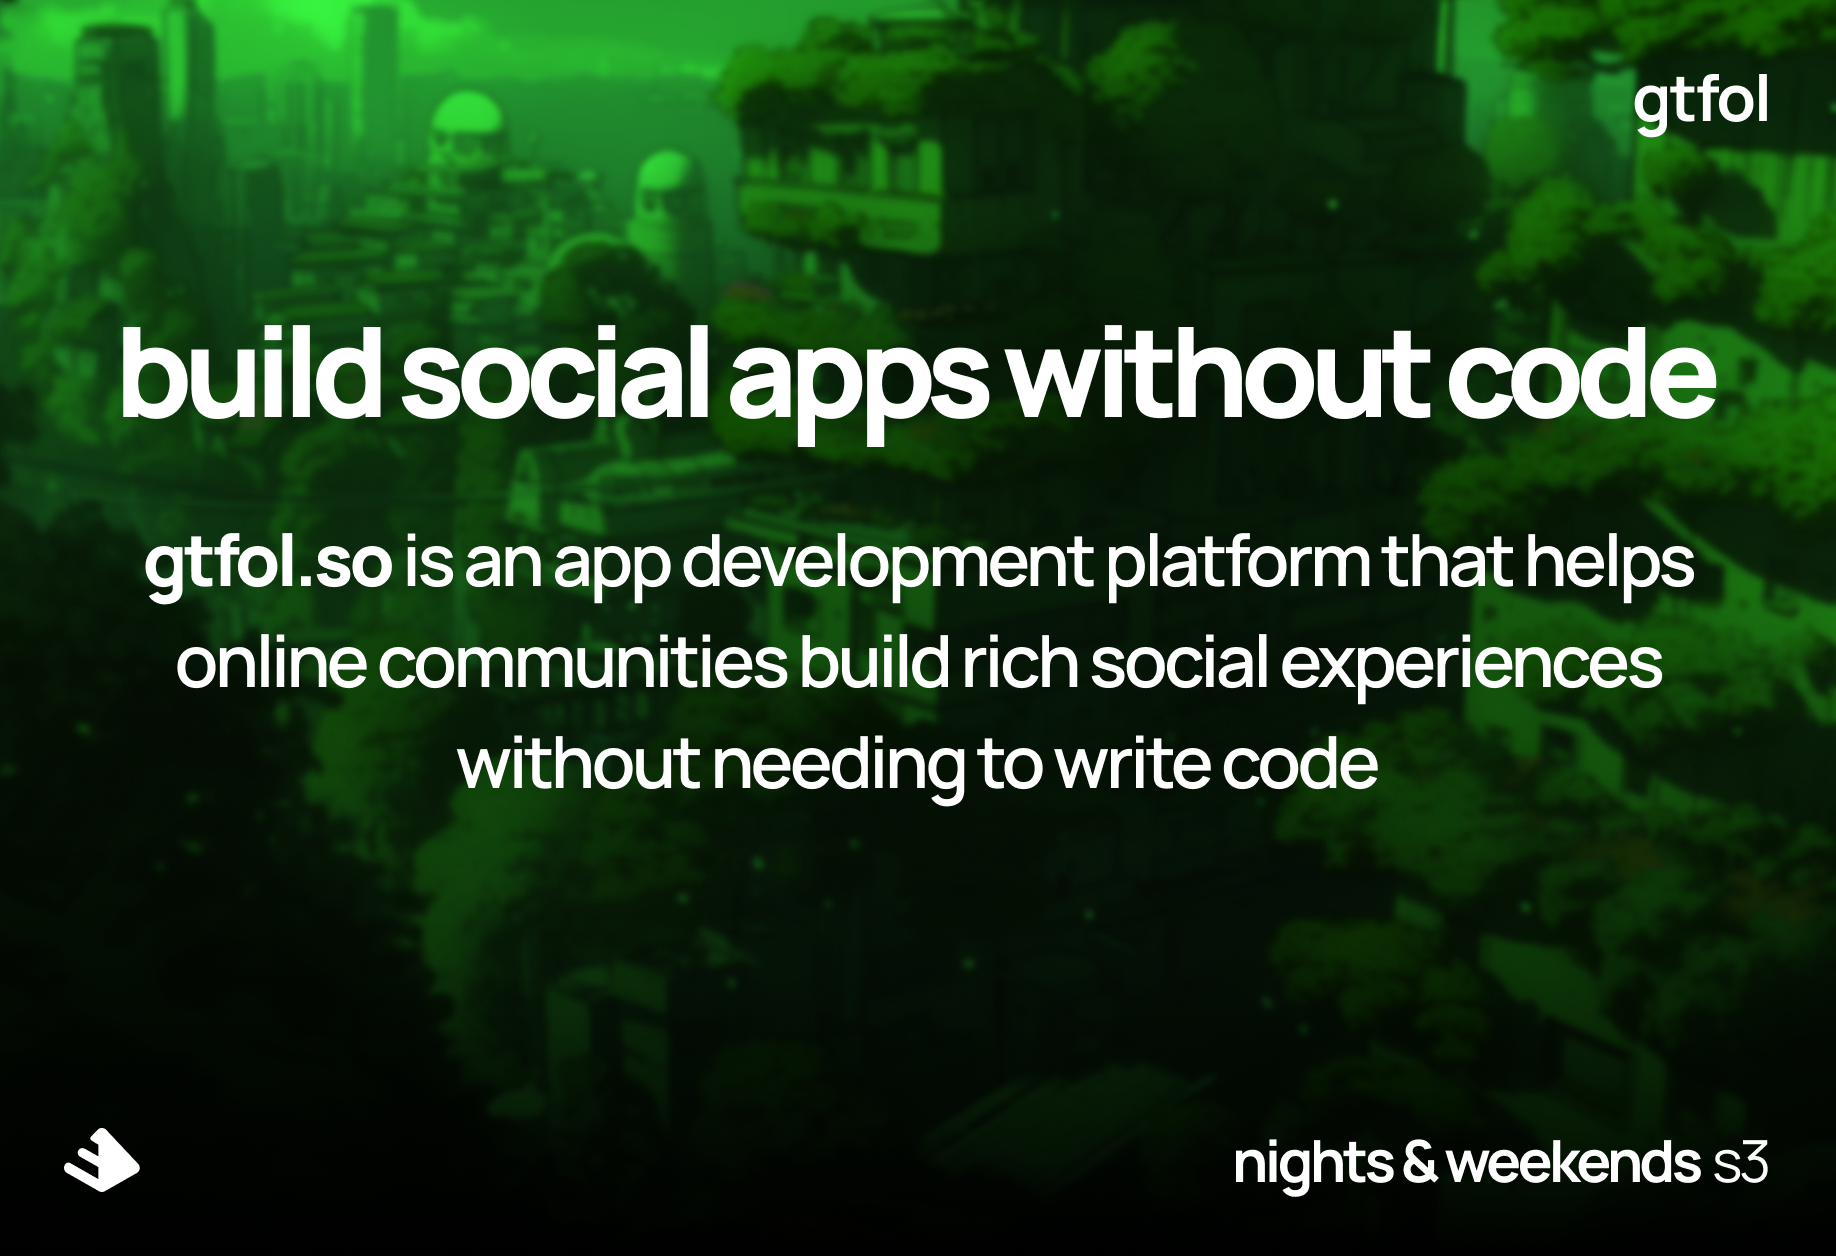 gtfol
build social apps without code
gtfol.so is an app development platform that helps
online communities build rich social experiences
without needing to write code
nights & weekends s3